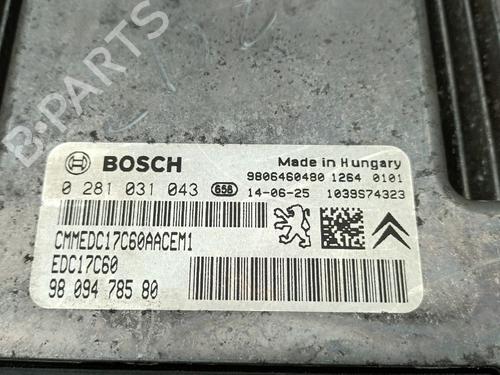 B-PARTS
BOSCH
Made in Hungary
9806460480 1264 0101
0 281 031 043 658 14-06-25 1039S74323
CMMEDC17C60AACEM1
EDC17C60
98 094 785 80